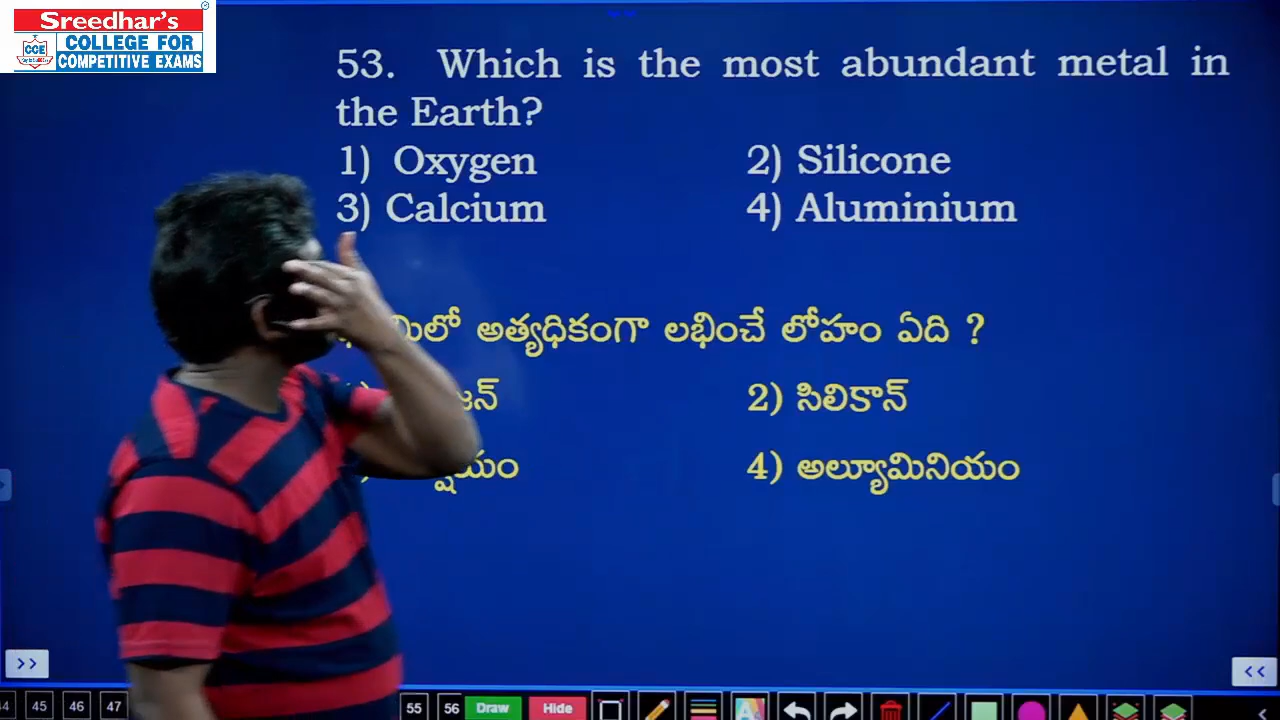 Sreedhar's
CCE
COLLEGE FOR
COMPETITIVE EXAMS
53. Which is the most abundant metal in
the Earth?
1) Oxygen 2) Silicone
3) Calcium 4) Aluminium
అత్యధికంగా లభించే లోహం ఏది ?
2) సిలికాన్
4) అల్యూమినియం
>> <<
45 46 47 55 56 Draw Hide